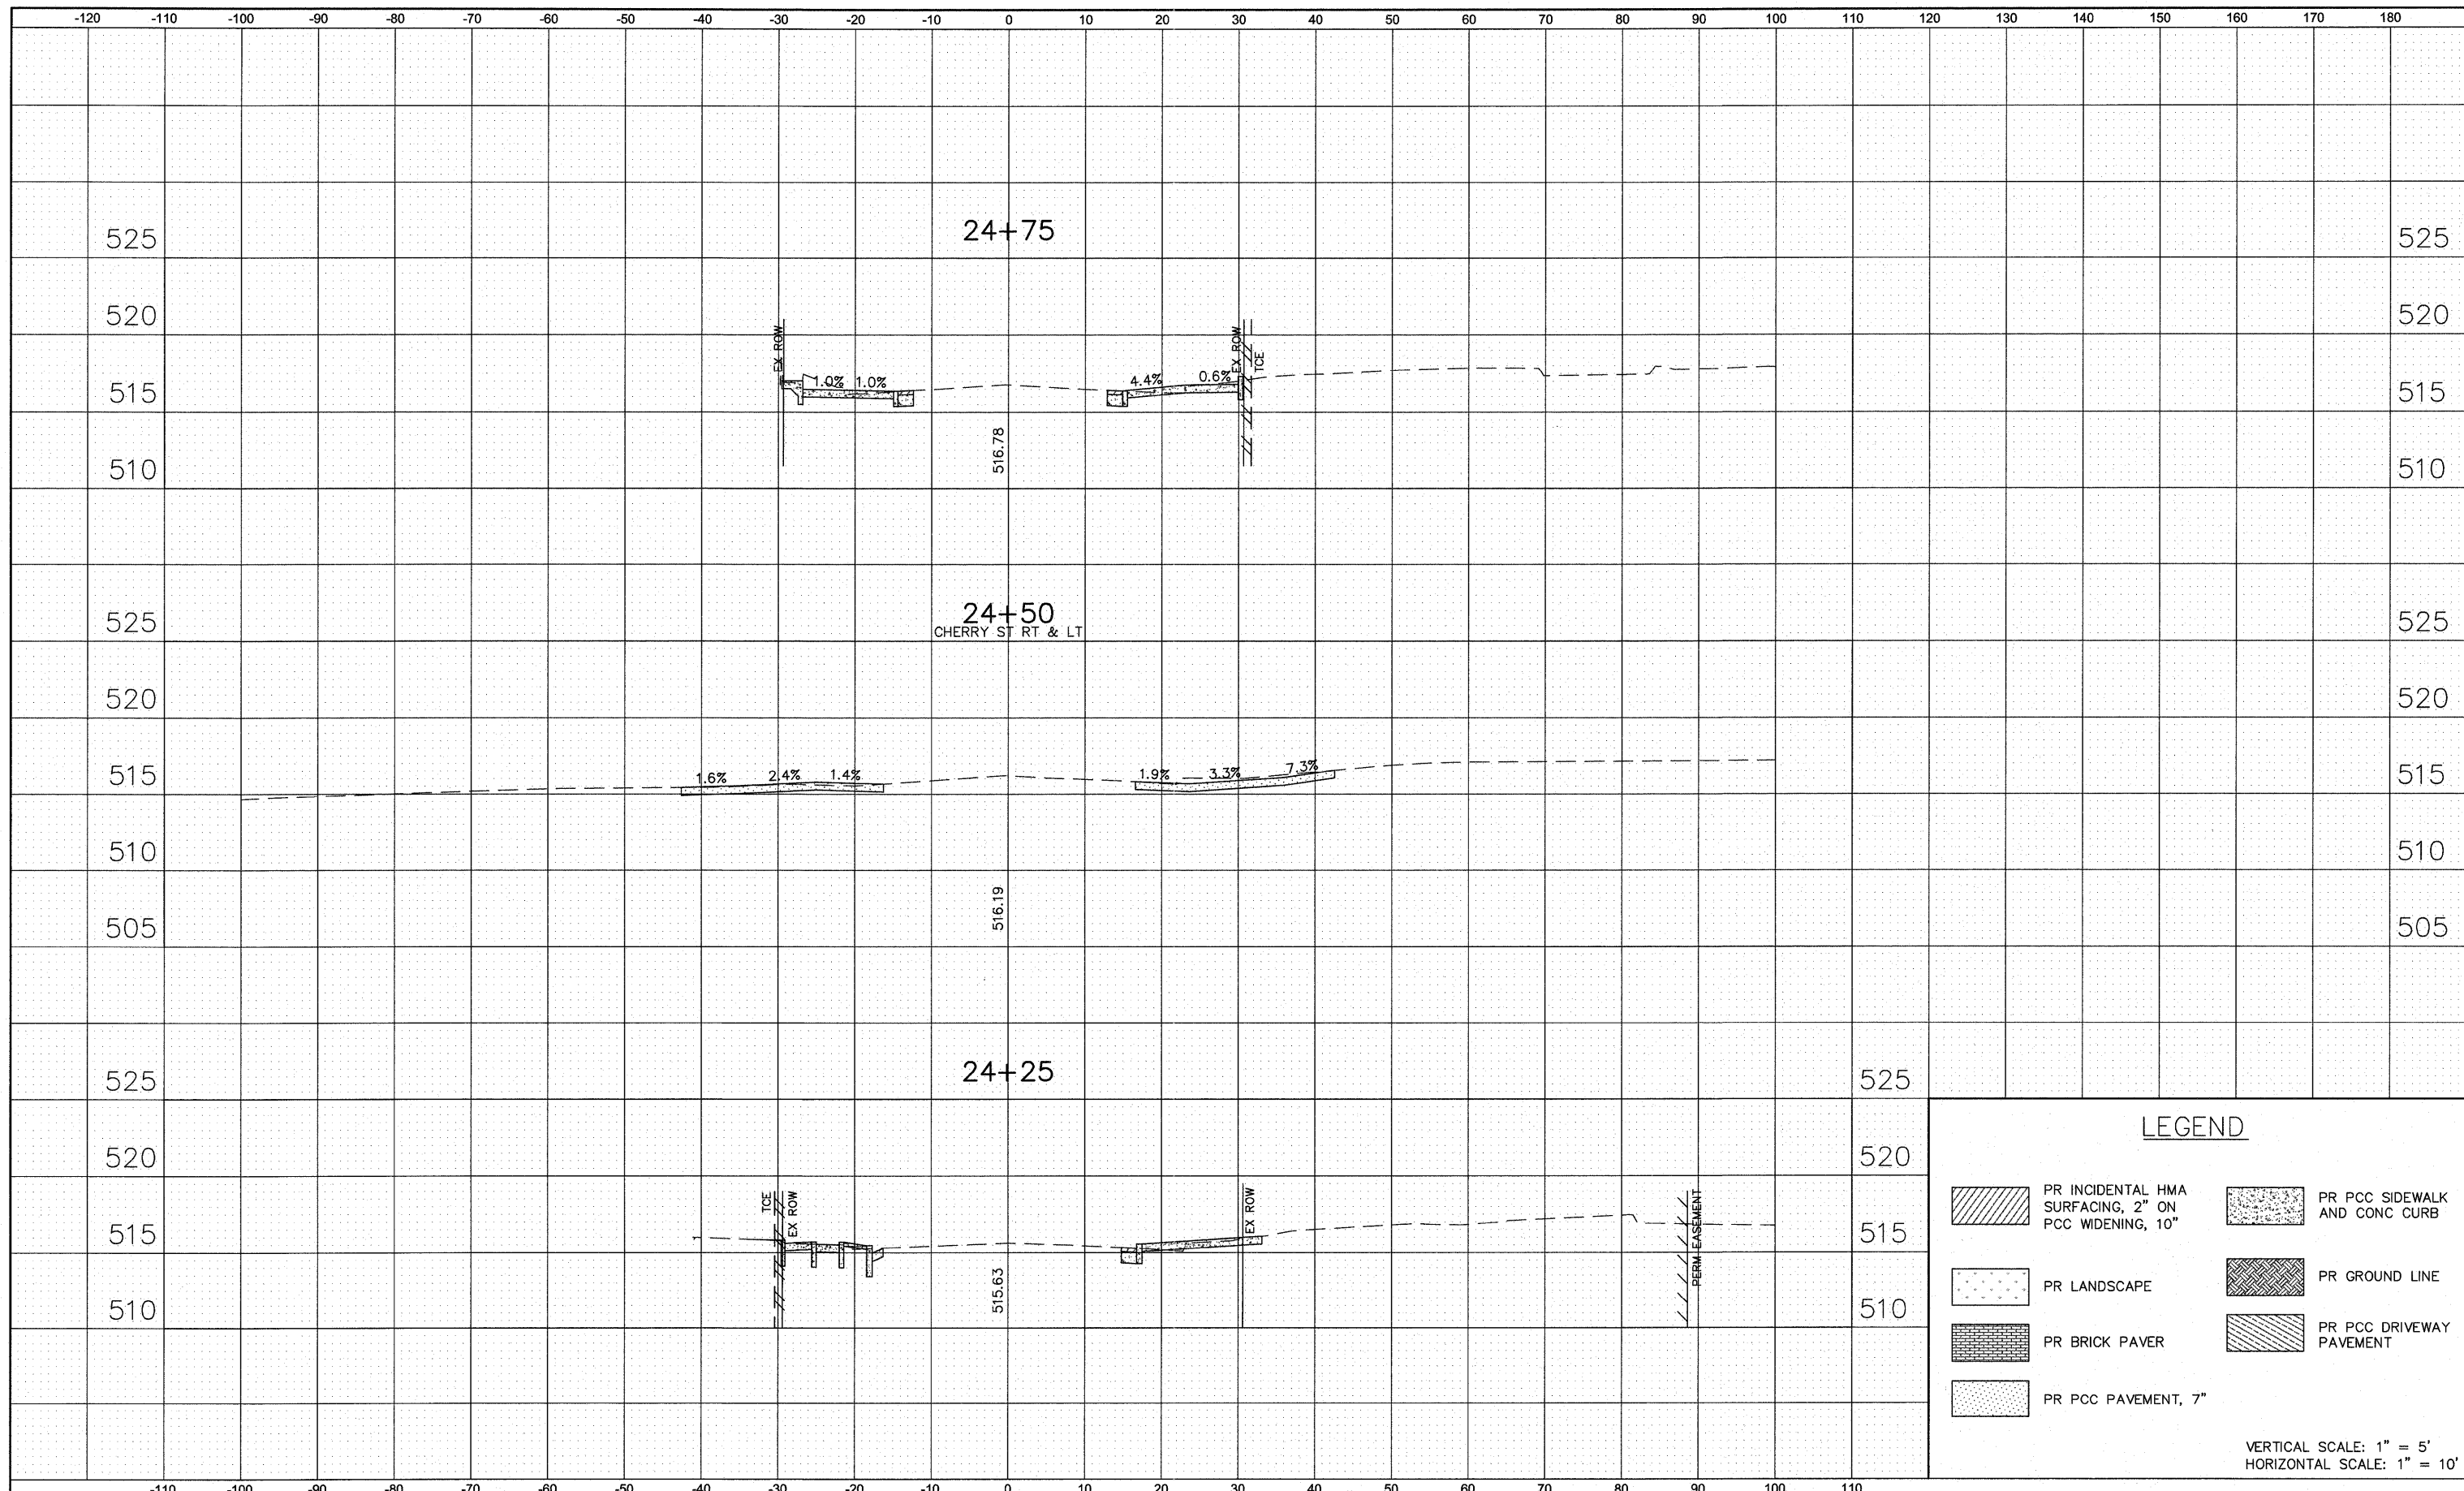 -120 -110 -100 -90 -80 -70 -60 -50 -40 -30 -20 -10 0 10 20 30 40 50 60 70 80 90 100 110 120 130 140 150 160 170 180
24+75
525 525
520 520
EX ROW EX ROW TCE
1.0% 1.0% 4.4% 0.6%
515 515
516.78
510 510
24+50
CHERRY ST RT & LT
525 525
520 520
1.6% 2.4% 1.4% 1.9% 3.3% 7.3%
515 515
510 510
516.19
505 505
24+25
525 525
520 520
TCE EX ROW EX ROW PERM EASEMENT
515 515
515.63
510 510
LEGEND
PR INCIDENTAL HMA
SURFACING, 2" ON
PCC WIDENING, 10"
PR LANDSCAPE
PR BRICK PAVER
PR PCC PAVEMENT, 7"
PR PCC SIDEWALK
AND CONC CURB
PR GROUND LINE
PR PCC DRIVEWAY
PAVEMENT
VERTICAL SCALE: 1" = 5'
HORIZONTAL SCALE: 1" = 10'
-110 -100 -90 -80 -70 -60 -50 -40 -30 -20 -10 0 10 20 30 40 50 60 70 80 90 100 110